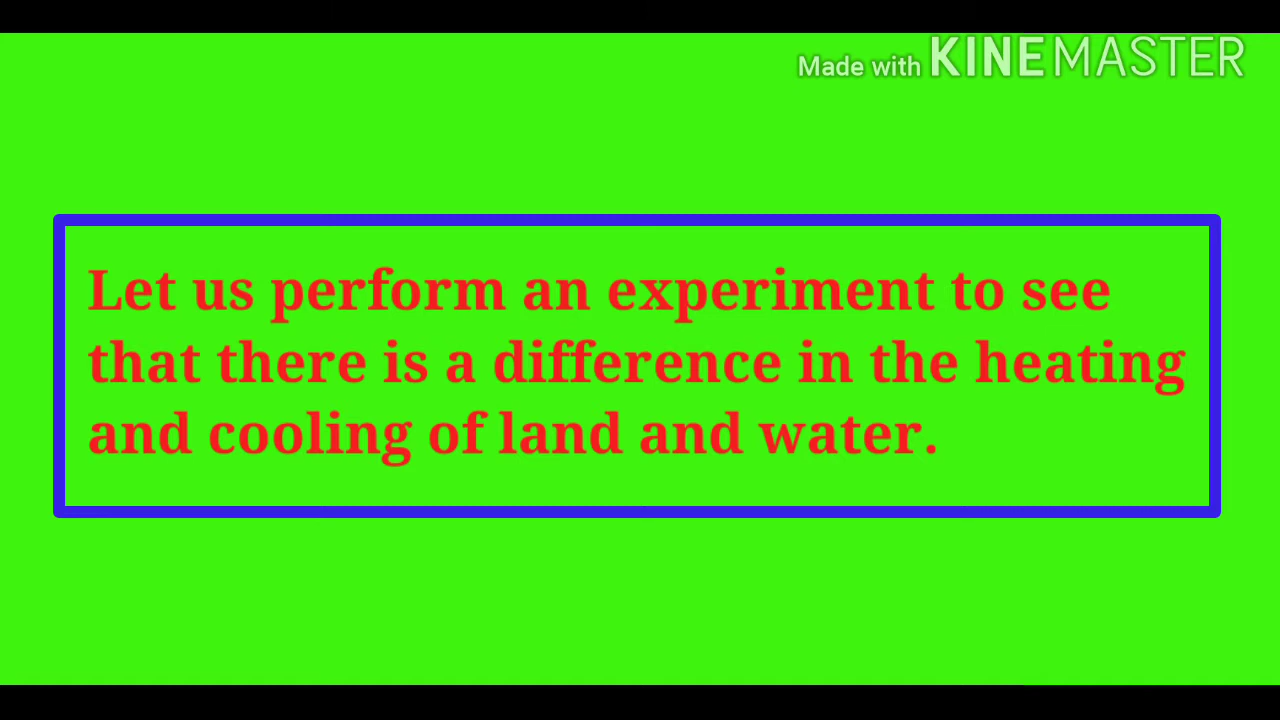 Made with KINEMASTER
Let us perform an experiment to see
that there is a difference in the heating
and cooling of land and water.